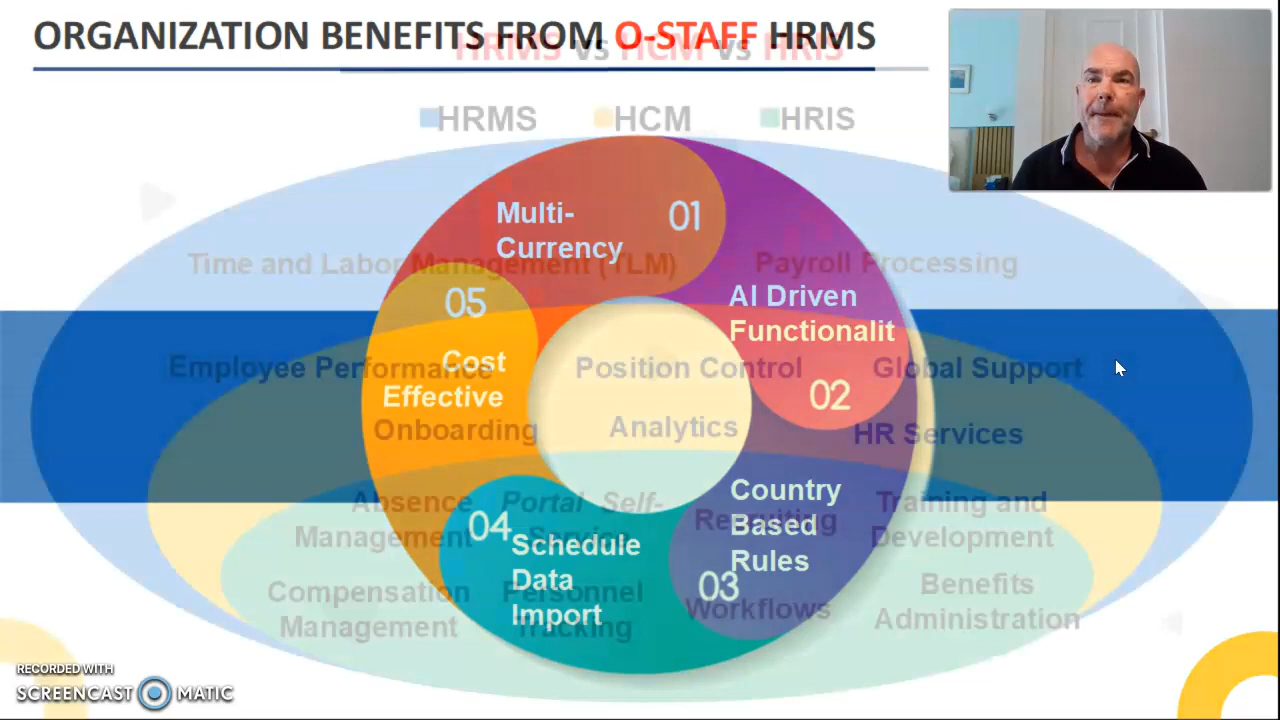 ORGANIZATION BENEFITS FROM O-STAFF HRMS
HRMS vs HCM vs HRIS
HRMS HCM HRIS
Multi-
Currency
01
Time and Labor Management (TLM)
Payroll Processing
AI Driven
Functionalit
02
05
Cost
Effective
Employee Performance
Position Control
Global Support
Onboarding
Analytics
HR Services
Absence
Management
Portal Self-
Service
Recruiting
Training and
Development
Country
Based
Rules
03
04
Schedule
Data
Import
Compensation
Management
Personnel
Tracking
Workflows
Benefits
Administration
RECORDED WITH
SCREENCAST MATIC